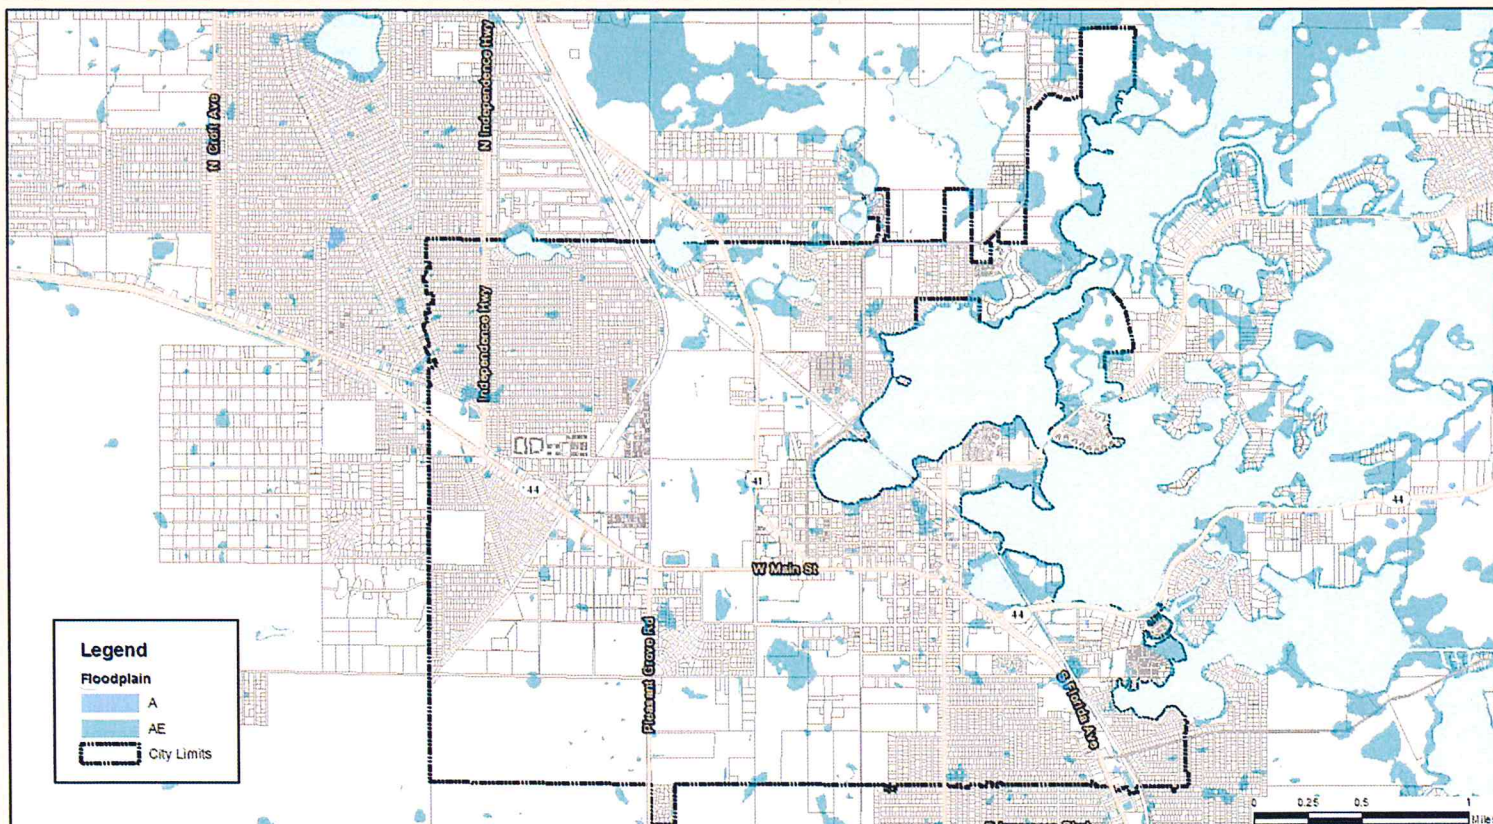 N Croft Ave
N Independence Hwy
Independence Hwy
44
41
44
W Main St
44
Pleasant Grove Rd
S Florida Ave
Legend
Floodplain
A
AE
City Limits
0 0.25 0.5 1
Miles